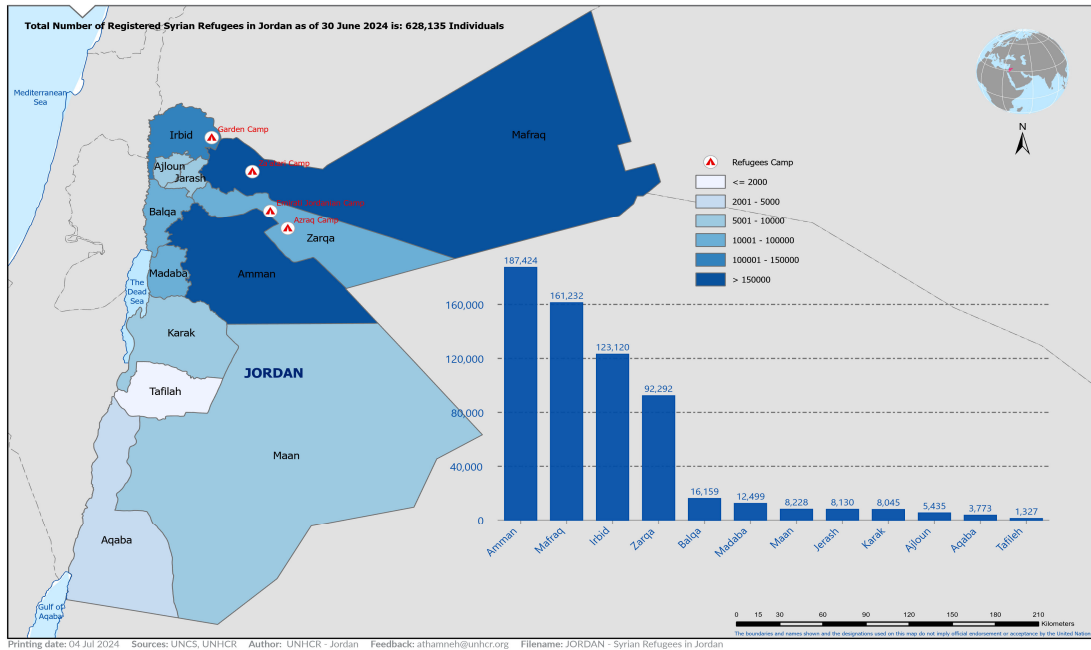 Total Number of Registered Syrian Refugees in Jordan as of 30 June 2024 is: 628,135 Individuals
Mediterranean
Sea
Irbid
Garden Camp
Mafraq
N
Ajloun
Camp
Jarash
Refugees Camp
<= 2000
2001 - 5000
5001 - 10000
10001 - 100000
100001 - 150000
> 150000
Balqa
Camp
Azraq Camp
Zarqa
Madaba
Amman
The
Dead
Sea
Karak
JORDAN
Tafilah
Maan
Aqaba
Gulf of
Aqaba
160,000
120,000
80,000
40,000
0
187,424
161,232
123,120
92,292
16,159
12,499
8,228
8,130
8,045
5,435
3,773
1,327
Amman
Mafraq
Irbid
Zarqa
Balqa
Madaba
Maan
Jerash
Karak
Ajloun
Aqaba
Tafileh
0 15 30 60 90 120 150 180 210
Kilometers
The boundaries and names shown and the designations used on this map do not imply official endorsement or acceptance by the United Nation
Printing date: 04 Jul 2024 Sources: UNCS, UNHCR Author: UNHCR - Jordan Feedback: athamneh@unhcr.org Filename: JORDAN - Syrian Refugees in Jordan